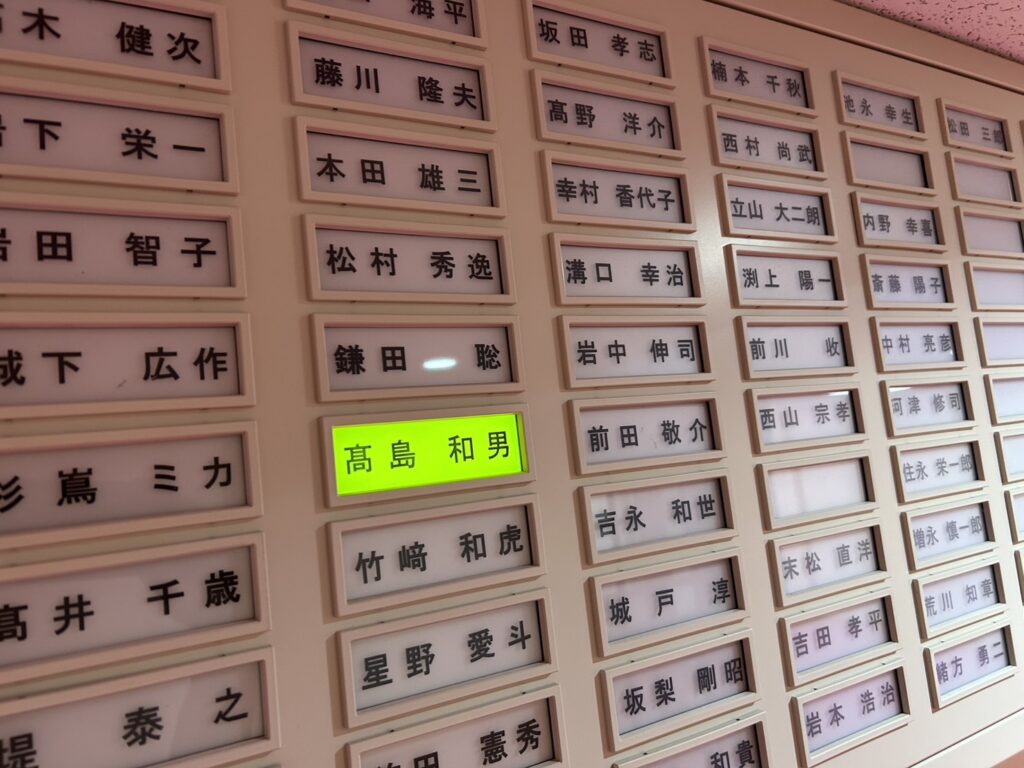 木 健次
下 栄一
岩田 智子
城下 広作
杉嶌 ミカ
髙井 千歳
堤 泰之
海平
藤川 隆夫
本田 雄三
松村 秀逸
鎌田 聡
髙島 和男
竹﨑 和虎
星野 愛斗
田 憲秀
坂田 孝志
髙野 洋介
幸村 香代子
溝口 幸治
岩中 伸司
前田 敬介
吉永 和世
城戸 淳
坂梨 剛昭
和貴
楠本 千秋
西村 尚武
立山 大二朗
渕上 陽一
前川 收
西山 宗孝
末松 直洋
吉田 孝平
岩本 浩治
池永 幸生
内野 幸喜
斎藤 陽子
中村 亮彦
河津 修司
住永 栄一郎
増永 慎一郎
荒川 知章
緒方 勇二
松田 三郎